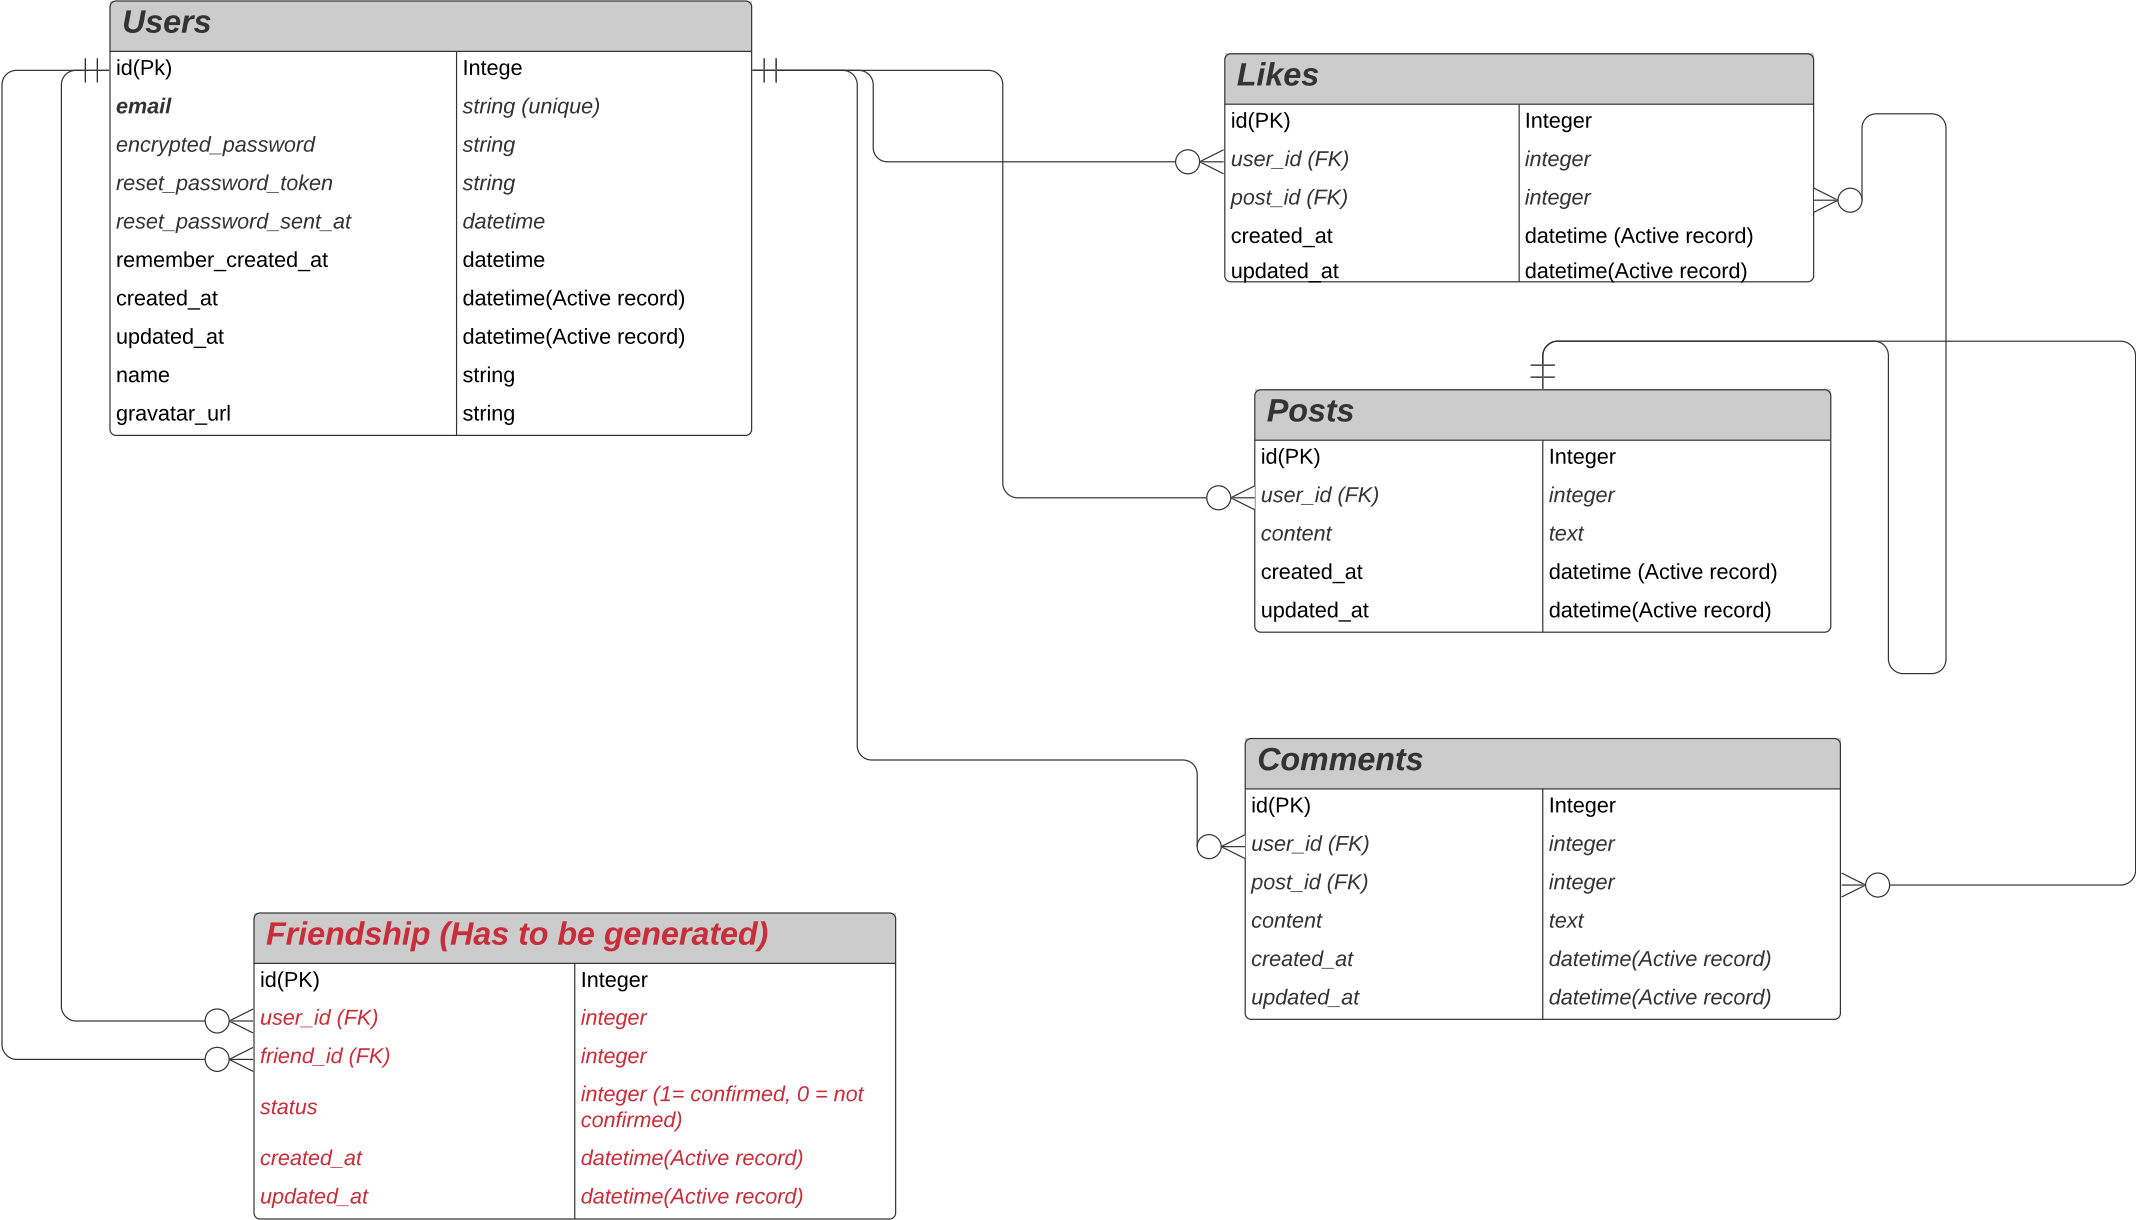 Users
id(Pk) Intege
email string (unique)
encrypted_password string
reset_password_token string
reset_password_sent_at datetime
remember_created_at datetime
created_at datetime(Active record)
updated_at datetime(Active record)
name string
gravatar_url string
Likes
id(PK) Integer
user_id (FK) integer
post_id (FK) integer
created_at datetime (Active record)
updated_at datetime(Active record)
Posts
id(PK) Integer
user_id (FK) integer
content text
created_at datetime (Active record)
updated_at datetime(Active record)
Comments
id(PK) Integer
user_id (FK) integer
post_id (FK) integer
content text
created_at datetime(Active record)
updated_at datetime(Active record)
Friendship (Has to be generated)
id(PK) Integer
user_id (FK) integer
friend_id (FK) integer
status integer (1= confirmed, 0 = not
confirmed)
created_at datetime(Active record)
updated_at datetime(Active record)